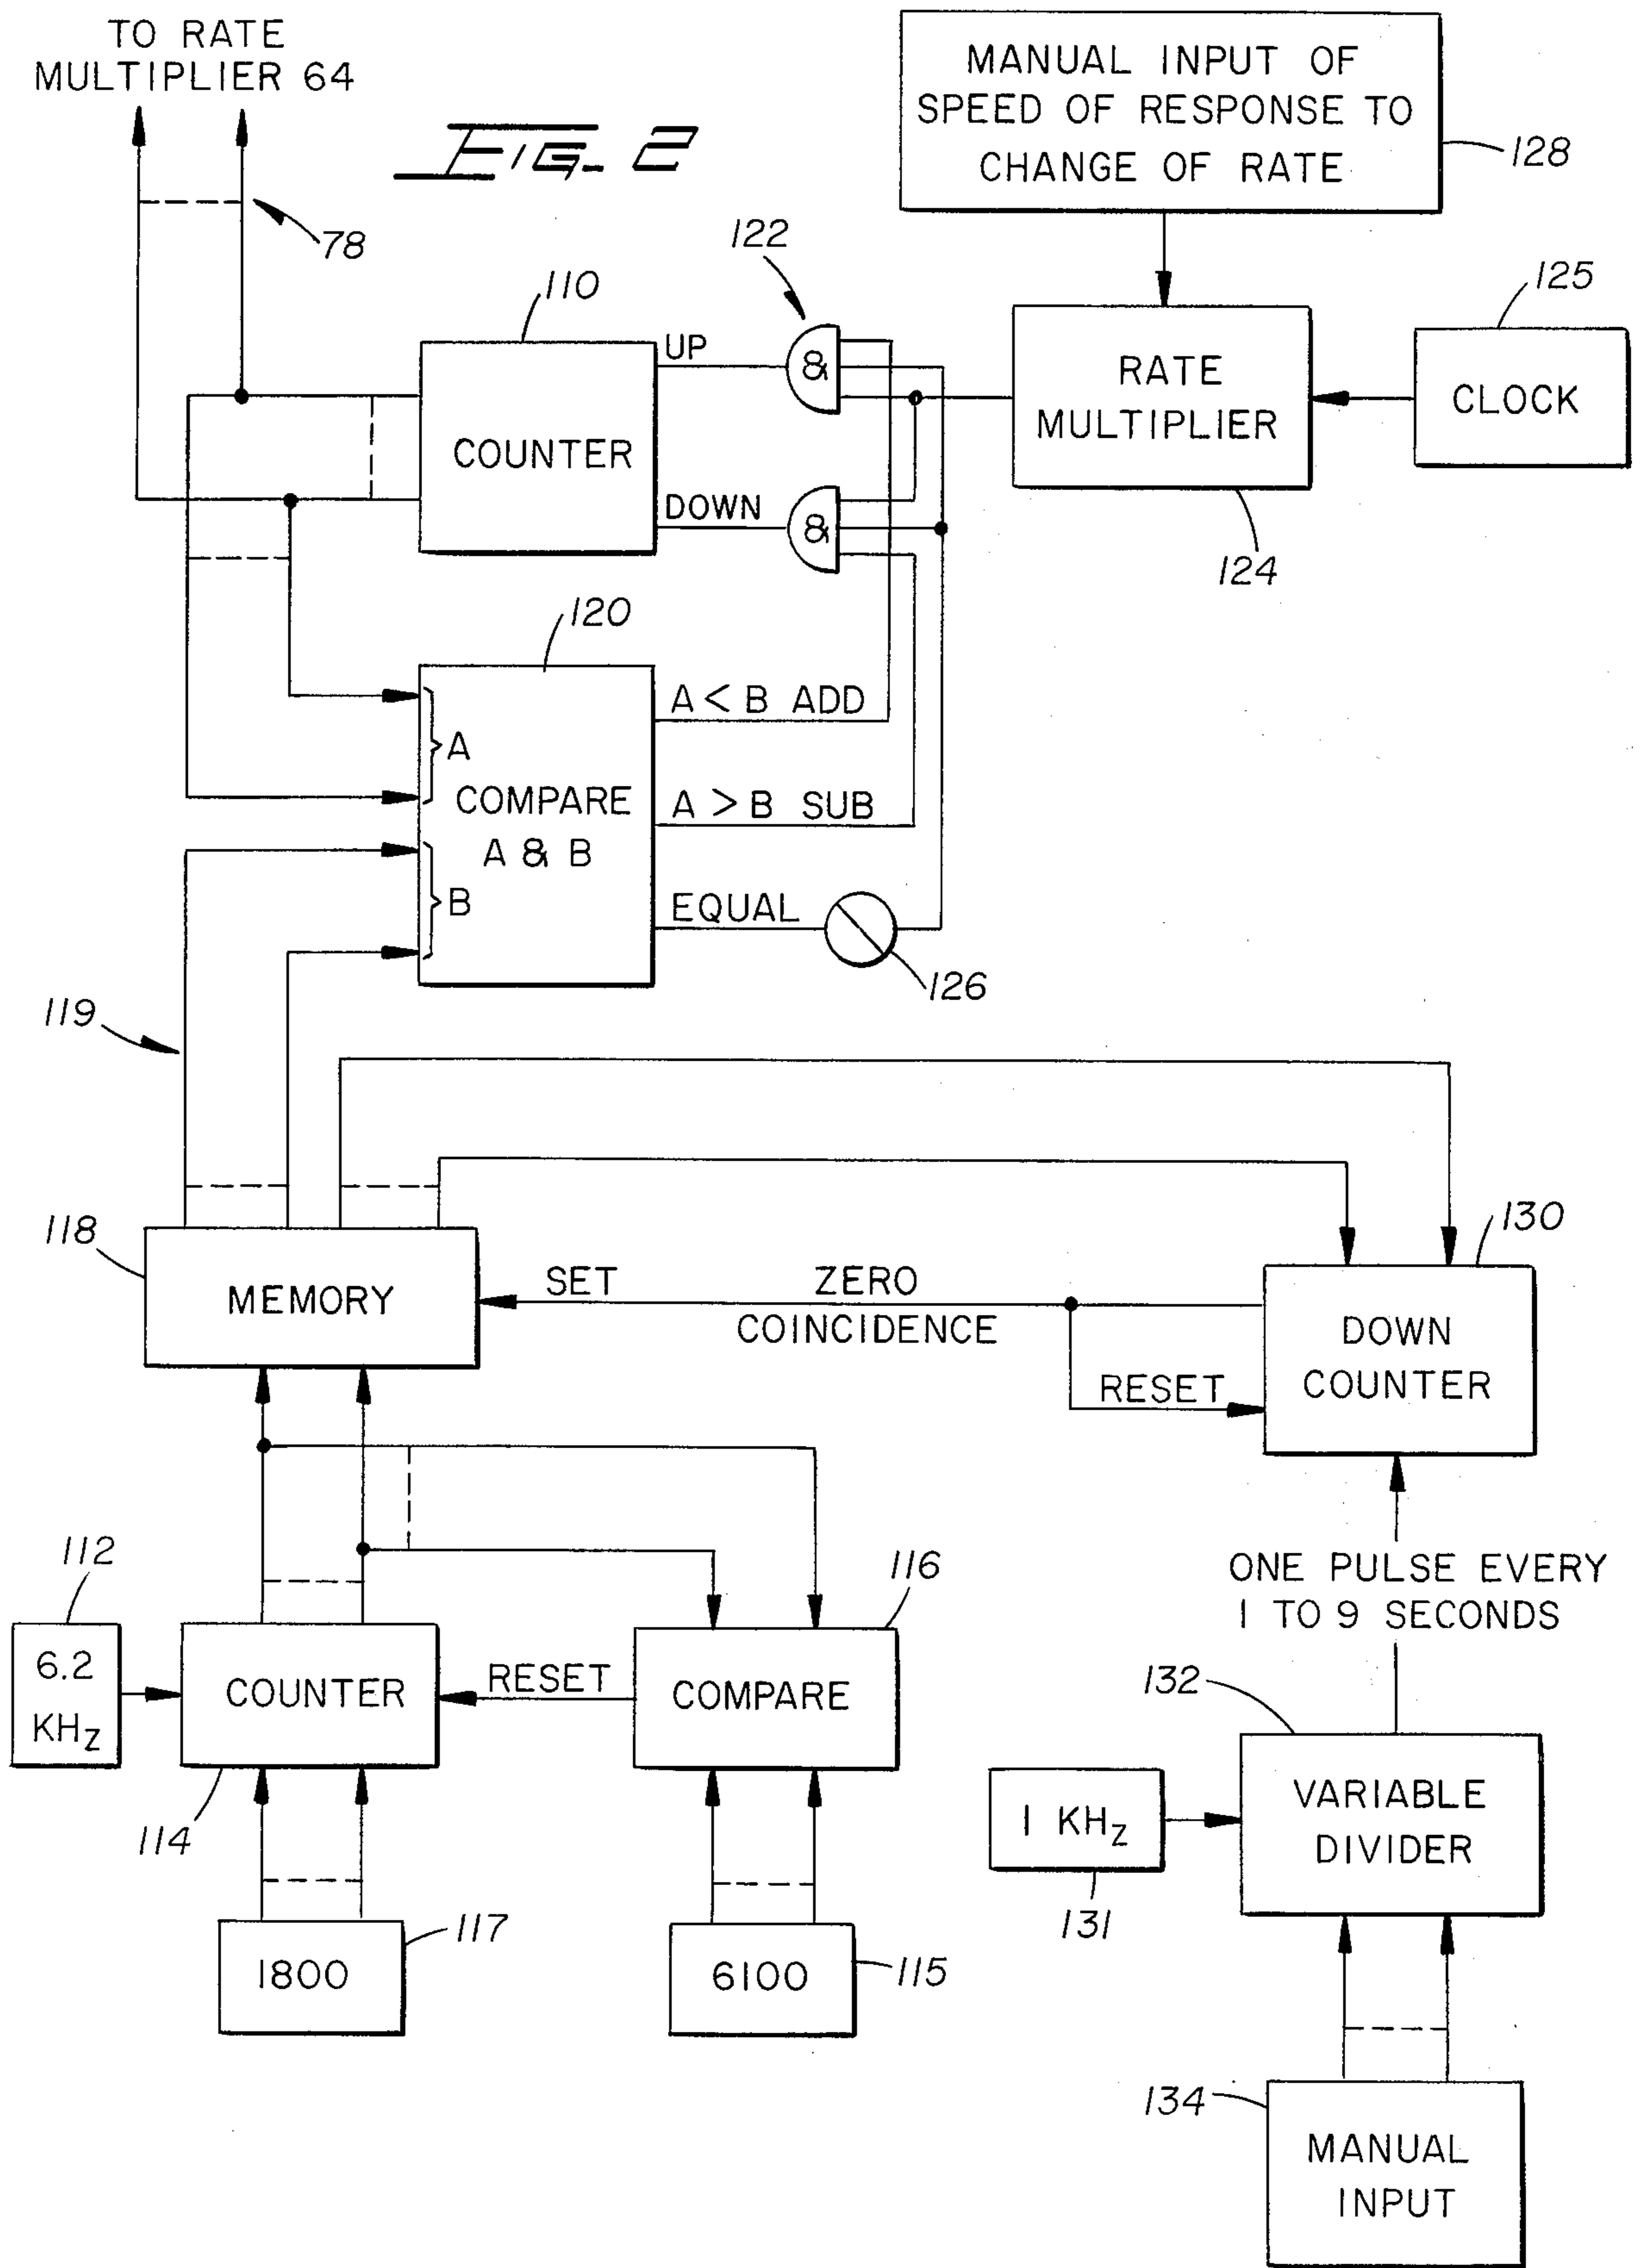 TO RATE
MULTIPLIER 64
FIG. 2
78
MANUAL INPUT OF
SPEED OF RESPONSE TO
CHANGE OF RATE
128
122
110
UP
COUNTER
DOWN
&
&
RATE
MULTIPLIER
124
125
CLOCK
120
A
COMPARE
A & B
B
A < B ADD
A > B SUB
EQUAL
126
119
118
MEMORY
SET
ZERO
COINCIDENCE
RESET
130
DOWN
COUNTER
112
6.2
KHz
COUNTER
114
RESET
116
COMPARE
ONE PULSE EVERY
1 TO 9 SECONDS
132
VARIABLE
DIVIDER
1 KHz
131
1800
117
6100
115
134
MANUAL
INPUT